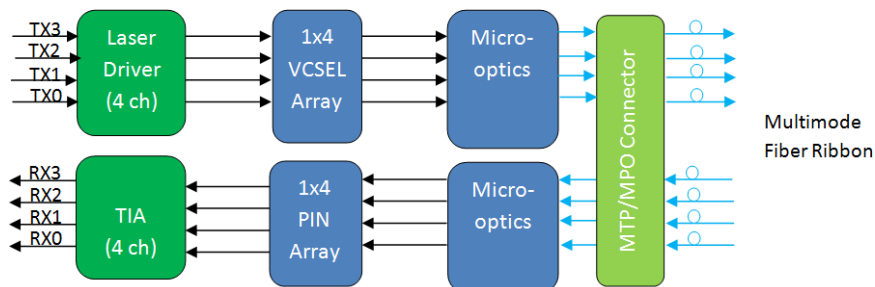 TX3
TX2
TX1
TX0
Laser
Driver
(4 ch)
1x4
VCSEL
Array
Micro-
optics
MTP/MPO Connector
Multimode
Fiber Ribbon
RX3
RX2
RX1
RX0
TIA
(4 ch)
1x4
PIN
Array
Micro-
optics